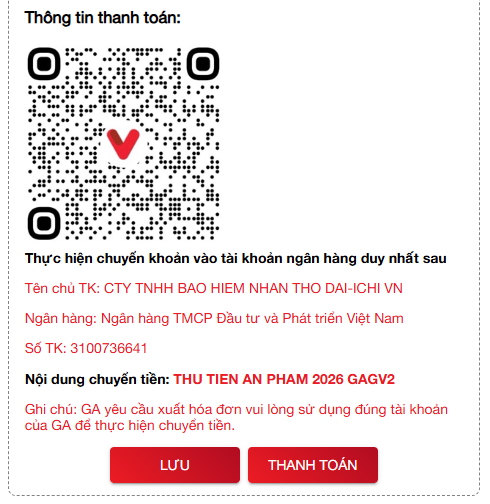 Thông tin thanh toán:
Thực hiện chuyển khoản vào tài khoản ngân hàng duy nhất sau
Tên chủ TK: CTY TNHH BAO HIEM NHAN THO DAI-ICHI VN
Ngân hàng: Ngân hàng TMCP Đầu tư và Phát triển Việt Nam
Số TK: 3100736641
Nội dung chuyển tiền: THU TIEN AN PHAM 2026 GAGV2
Ghi chú: GA yêu cầu xuất hóa đơn vui lòng sử dụng đúng tài khoản
của GA để thực hiện chuyển tiền.
LƯU
THANH TOÁN